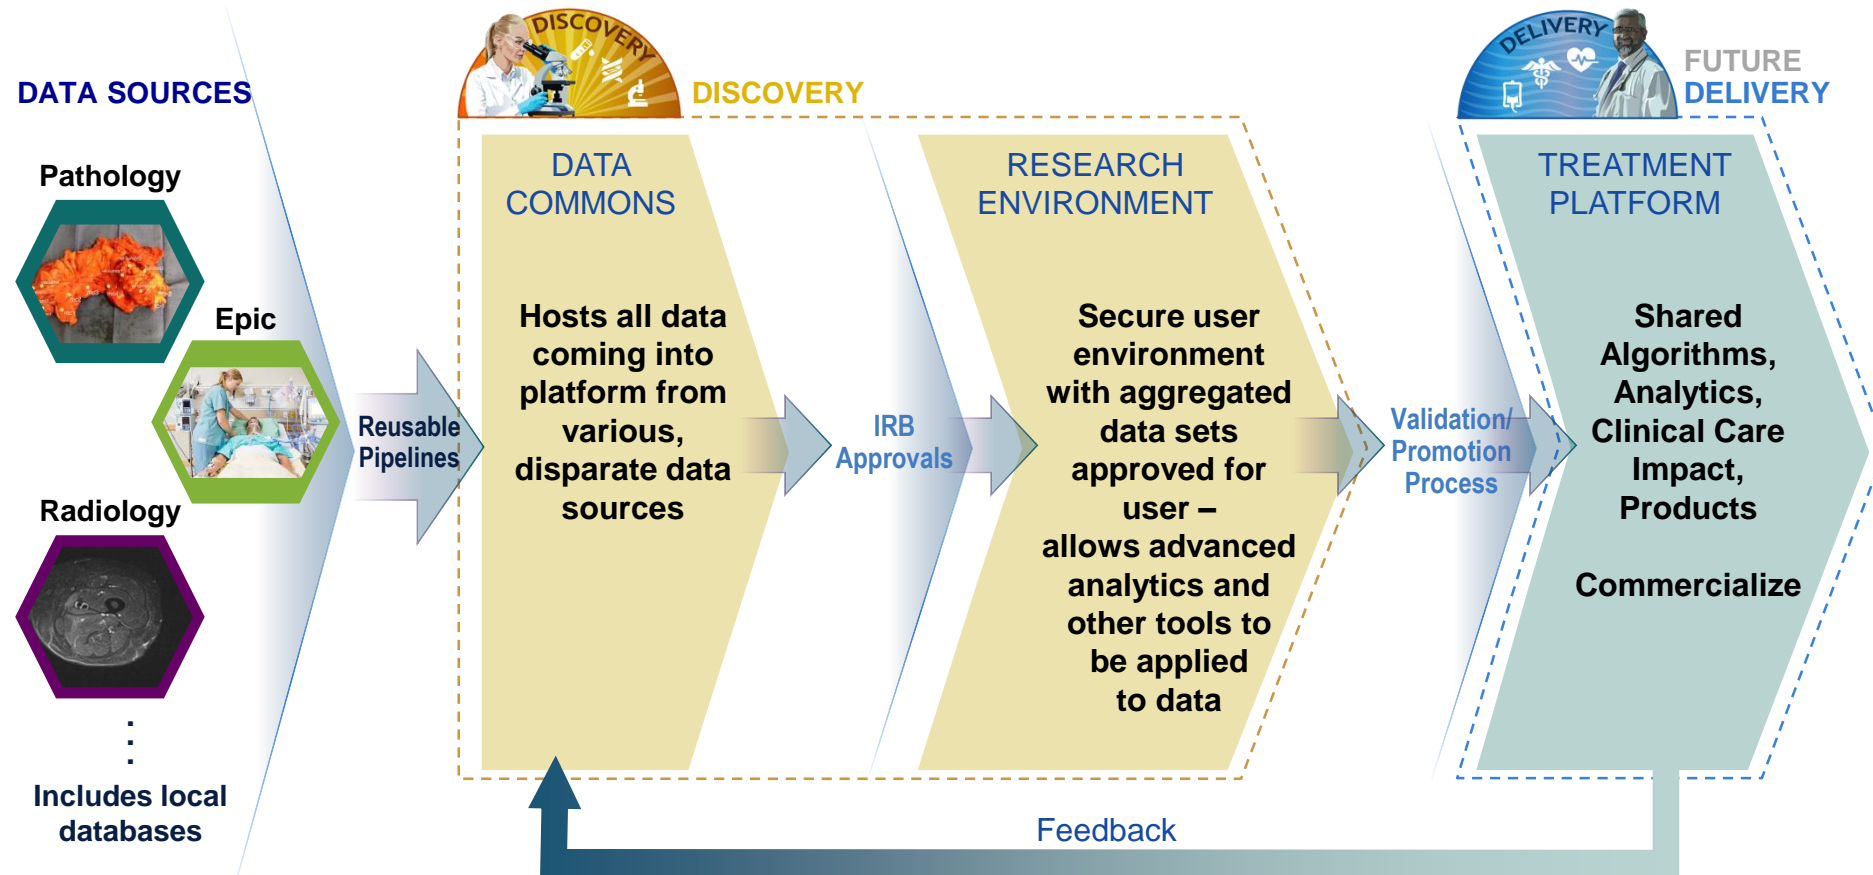 DATA SOURCES
Pathology
Epic
Radiology
.
.
.
Includes local
databases
Reusable
Pipelines
DISCOVERY
DISCOVERY
DATA
COMMONS
Hosts all data
coming into
platform from
various,
disparate data
sources
IRB
Approvals
RESEARCH
ENVIRONMENT
Secure user
environment
with aggregated
data sets
approved for
user –
allows advanced
analytics and
other tools to
be applied
to data
Validation/
Promotion
Process
DELIVERY
FUTURE
DELIVERY
TREATMENT
PLATFORM
Shared
Algorithms,
Analytics,
Clinical Care
Impact,
Products
Commercialize
Feedback